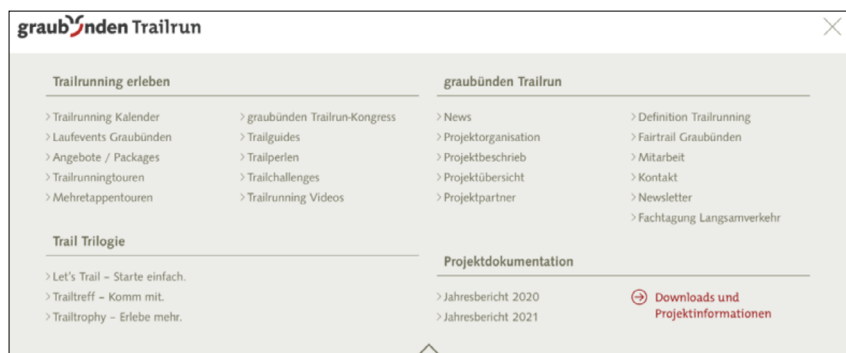 graubünden Trailrun
Trailrunning erleben
> Trailrunning Kalender
> Laufevents Graubünden
> Angebote / Packages
> Trailrunningtouren
> Mehretappentouren
> graubünden Trailrun-Kongress
> Trailguides
> Trailperlen
> Trailchallenges
> Trailrunning Videos
Trail Trilogie
> Let's Trail – Starte einfach.
> Trailtreff – Komm mit.
> Trailtrophy – Erlebe mehr.
graubünden Trailrun
> News
> Projektorganisation
> Projektbeschrieb
> Projektübersicht
> Projektpartner
> Definition Trailrunning
> Fairtrail Graubünden
> Mitarbeit
> Kontakt
> Newsletter
> Fachtagung Langsamverkehr
Projektdokumentation
> Jahresbericht 2020
> Jahresbericht 2021
Downloads und
Projektinformationen